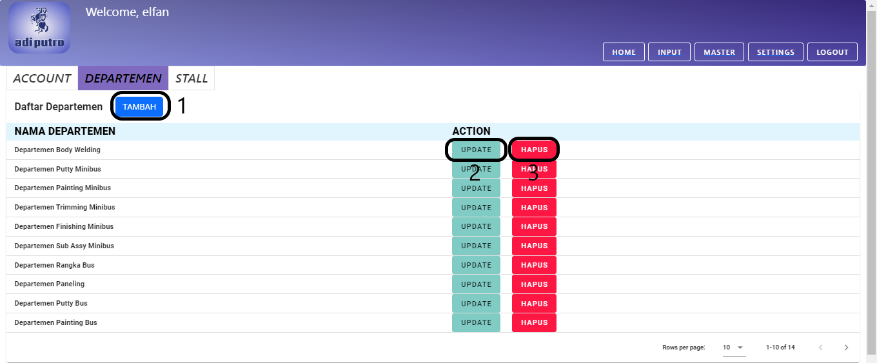 Welcome, elfan
adiputro
HOME INPUT MASTER SETTINGS LOGOUT
ACCOUNT DEPARTEMEN STALL
Daftar Departemen TAMBAH 1
NAMA DEPARTEMEN ACTION
Departemen Body Welding UPDATE HAPUS
2 3
Departemen Putty Minibus UPDATE HAPUS
Departemen Painting Minibus UPDATE HAPUS
Departemen Trimming Minibus UPDATE HAPUS
Departemen Finishing Minibus UPDATE HAPUS
Departemen Sub Assy Minibus UPDATE HAPUS
Departemen Rangka Bus UPDATE HAPUS
Departemen Paneling UPDATE HAPUS
Departemen Putty Bus UPDATE HAPUS
Departemen Painting Bus UPDATE HAPUS
Rows per page: 10 1-10 of 14